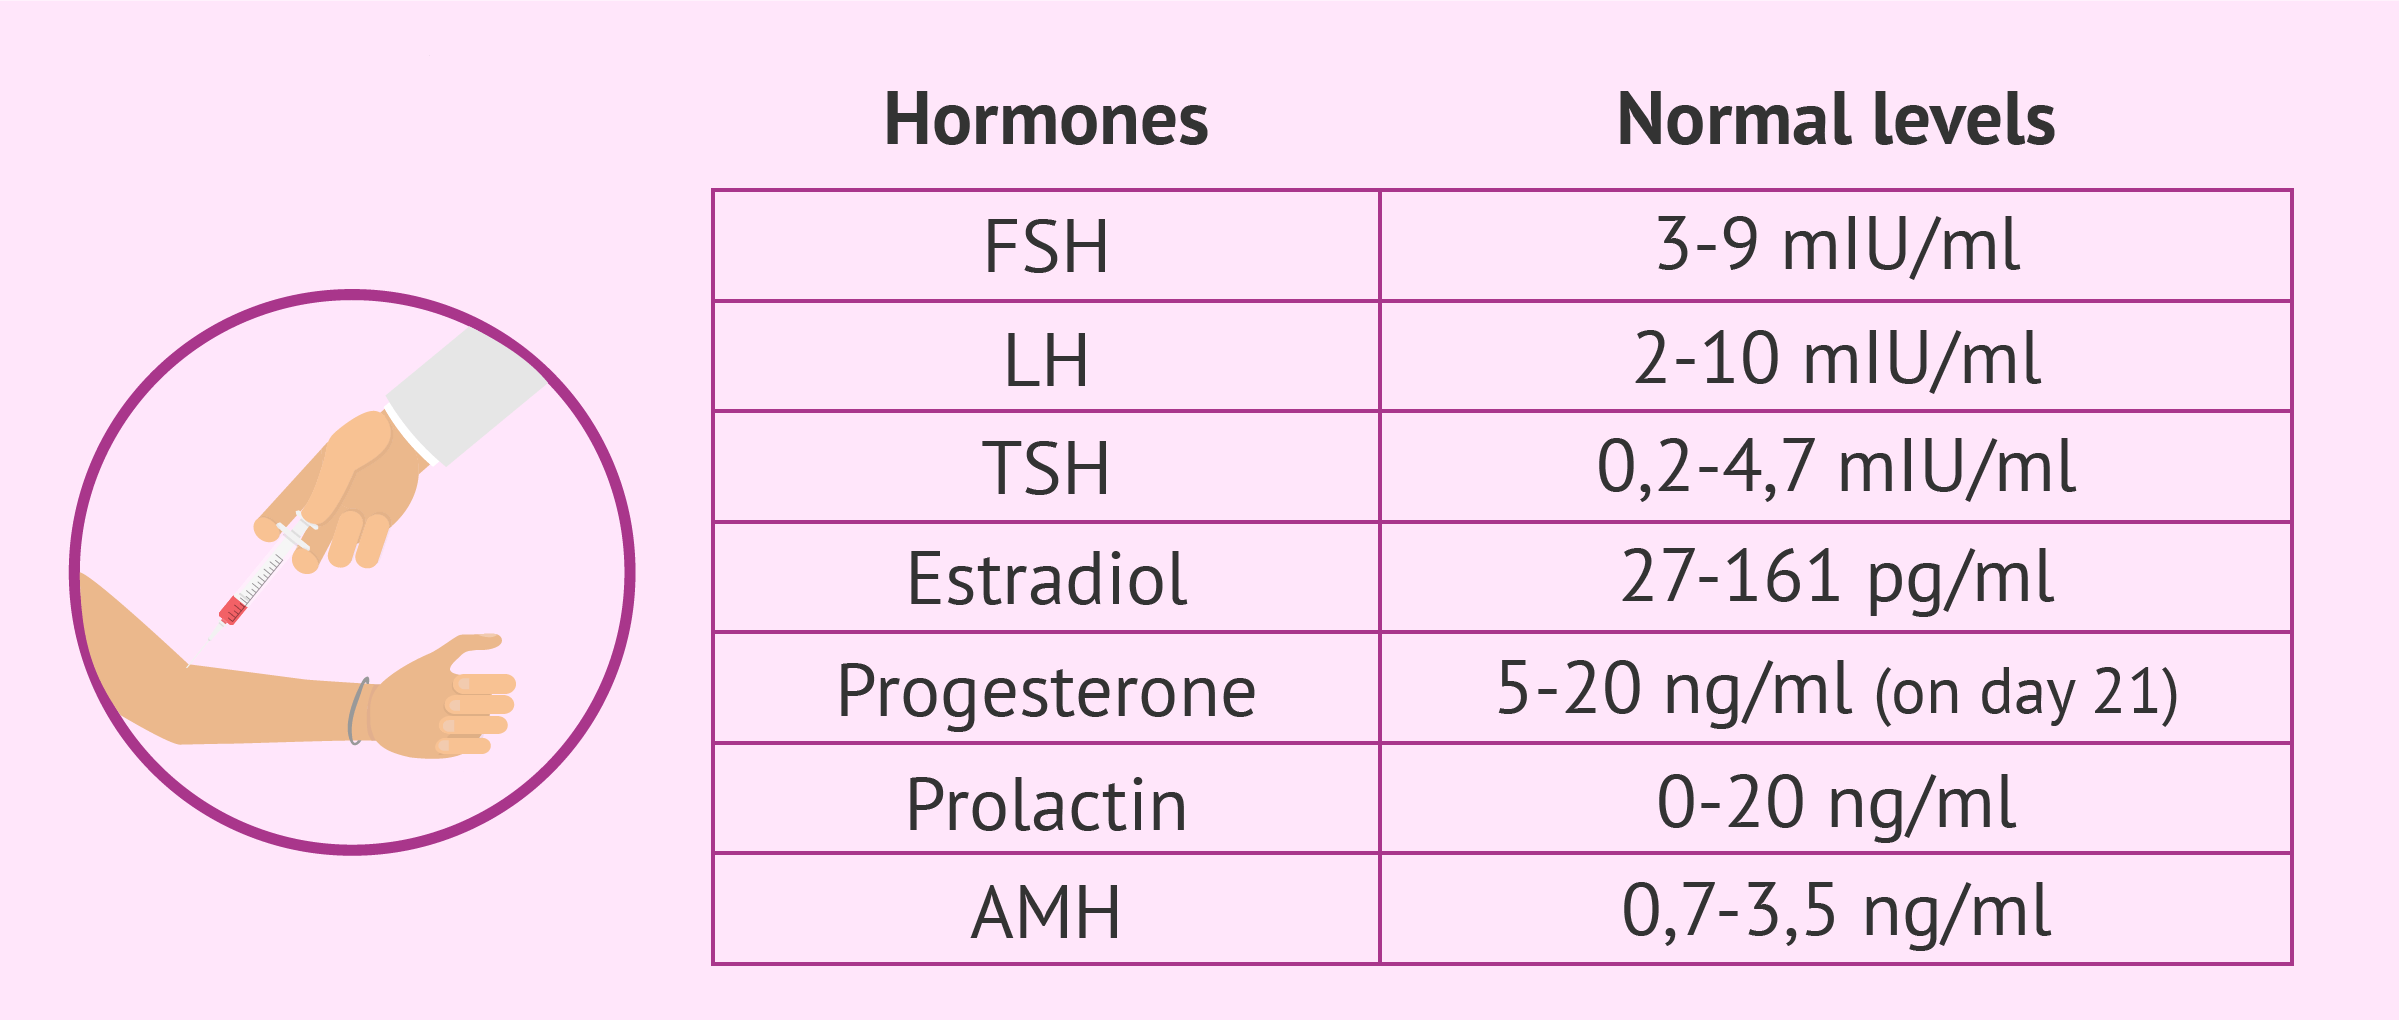 Hormones Normal levels
FSH 3-9 mIU/ml
LH 2-10 mIU/ml
TSH 0,2-4,7 mIU/ml
Estradiol 27-161 pg/ml
Progesterone 5-20 ng/ml (on day 21)
Prolactin 0-20 ng/ml
AMH 0,7-3,5 ng/ml